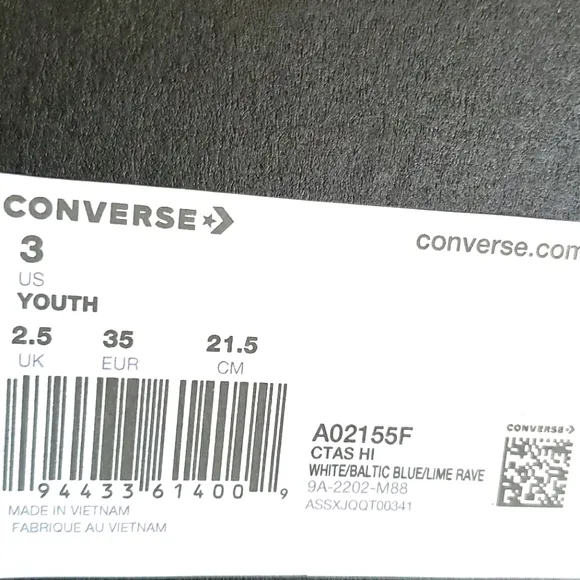 CONVERSE
converse.com
3
US
YOUTH
2.5 35 21.5
UK EUR CM
94433 61400 9
MADE IN VIETNAM
FABRIQUE AU VIETNAM
A02155F
CTAS HI
WHITE/BALTIC BLUE/LIME RAVE
9A-2202-M88
ASSXJQQT00341
CONVERSE